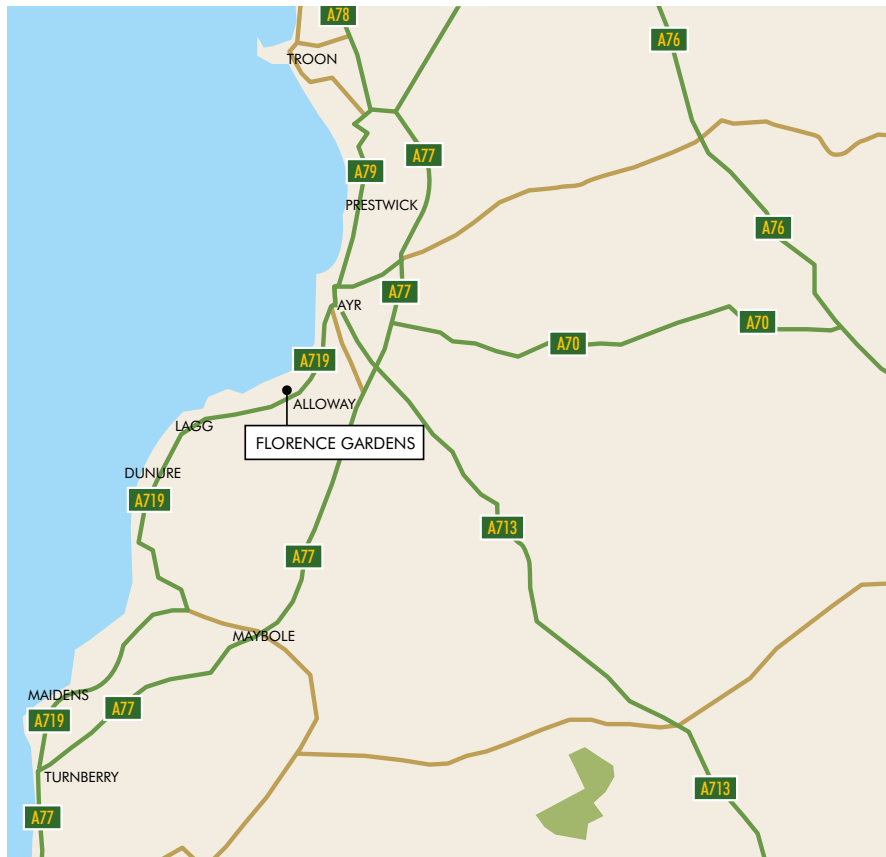 A78
TROON
A76
A77
A79
PRESTWICK
A76
A77
AYR
A70
A70
A719
ALLOWAY
LAGG
FLORENCE GARDENS
DUNURE
A719
A713
A77
MAYBOLE
MAIDENS
A77
A719
TURNBERRY
A713
A77